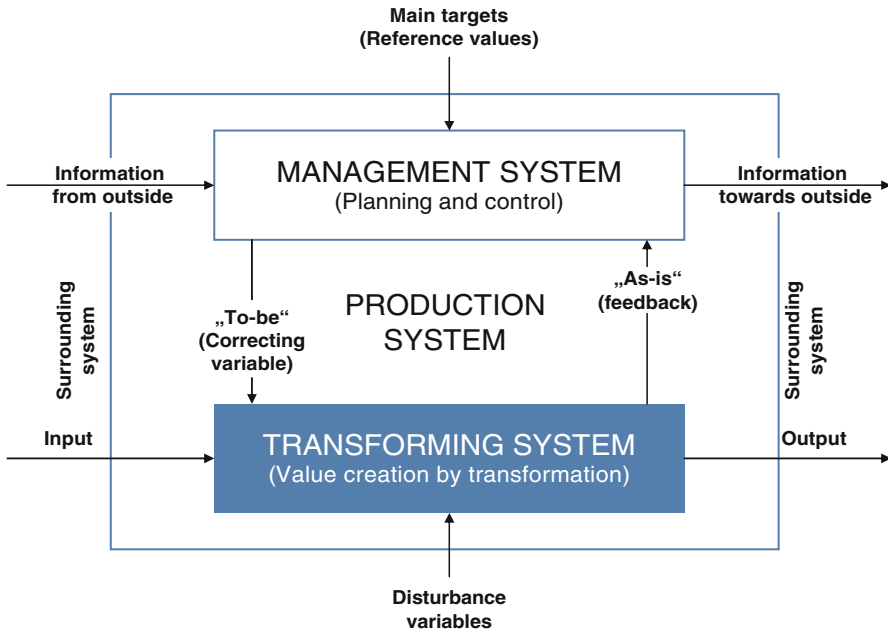 Main targets
(Reference values)
MANAGEMENT SYSTEM
(Planning and control)
Information
from outside
Information
towards outside
„To-be“
(Correcting
variable)
PRODUCTION
SYSTEM
„As-is“
(feedback)
Surrounding
system
Surrounding
system
Input
TRANSFORMING SYSTEM
(Value creation by transformation)
Output
Disturbance
variables